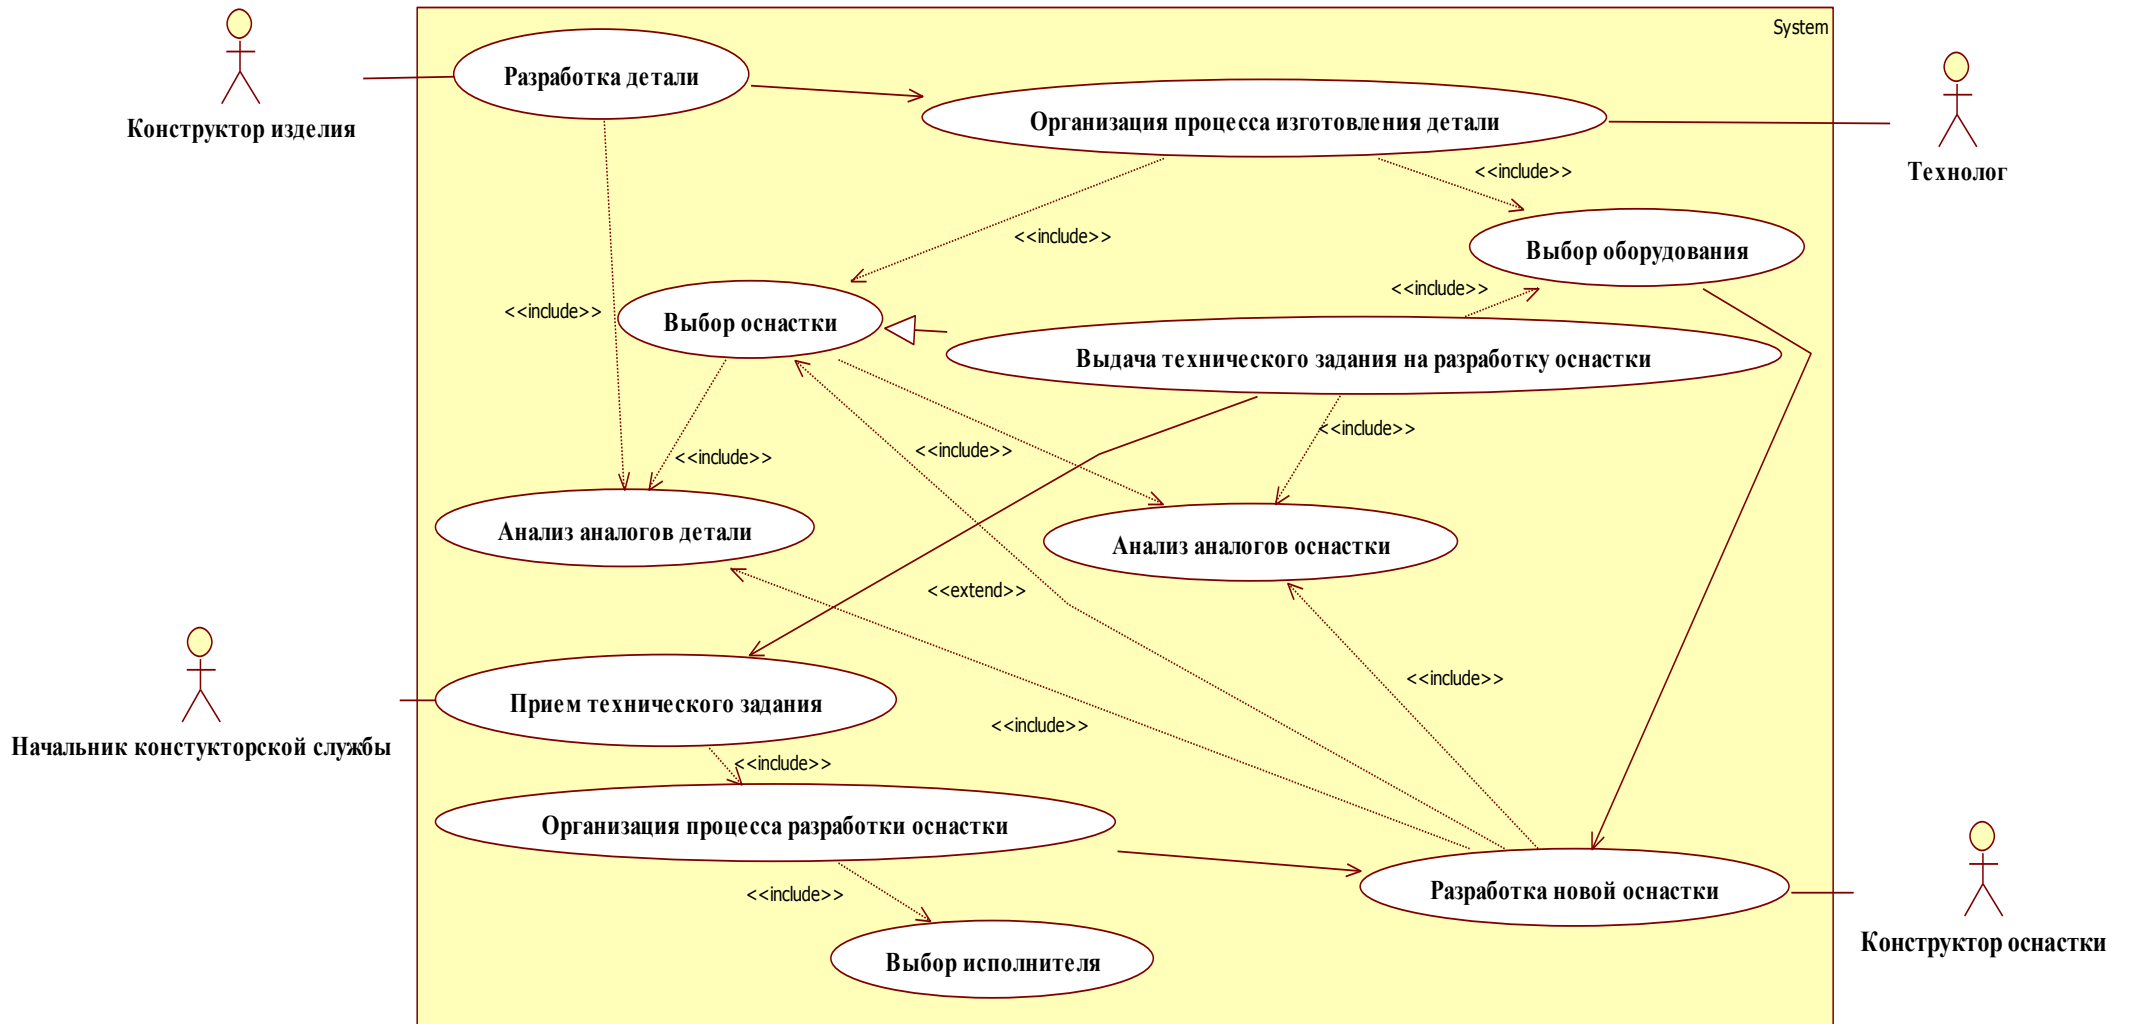 System
Разработка детали
Конструктор изделия
Организация процесса изготовления детали
Технолог
<<include>>
<<include>>
Выбор оборудования
<<include>>
<<include>>
Выбор оснастки
Выдача технического задания на разработку оснастки
<<include>>
<<include>>
<<include>>
Анализ аналогов детали
Анализ аналогов оснастки
<<extend>>
<<include>>
Прием технического задания
<<include>>
Начальник констукторской службы
<<include>>
Организация процесса разработки оснастки
<<include>>
Разработка новой оснастки
Конструктор оснастки
Выбор исполнителя